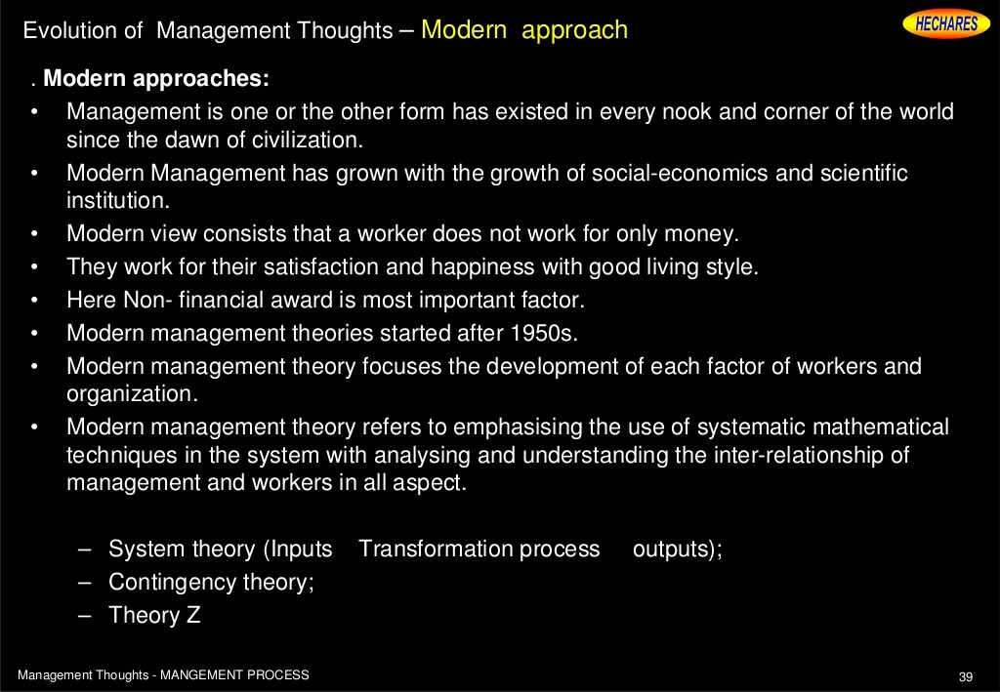 Evolution of Management Thoughts – Modern approach
HECHARES
. Modern approaches:
• Management is one or the other form has existed in every nook and corner of the world
since the dawn of civilization.
• Modern Management has grown with the growth of social-economics and scientific
institution.
• Modern view consists that a worker does not work for only money.
• They work for their satisfaction and happiness with good living style.
• Here Non- financial award is most important factor.
• Modern management theories started after 1950s.
• Modern management theory focuses the development of each factor of workers and
organization.
• Modern management theory refers to emphasising the use of systematic mathematical
techniques in the system with analysing and understanding the inter-relationship of
management and workers in all aspect.
– System theory (Inputs Transformation process outputs);
– Contingency theory;
– Theory Z
Management Thoughts - MANGEMENT PROCESS
39